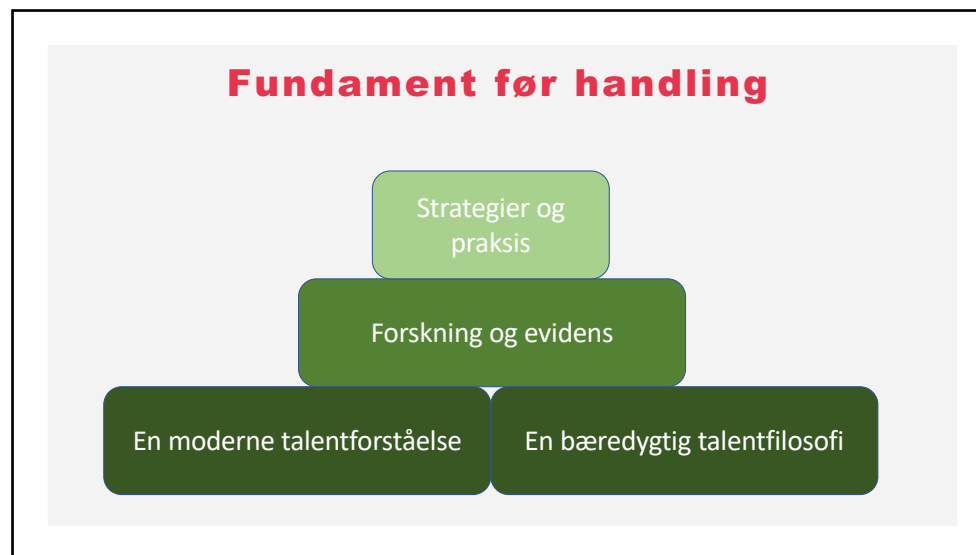 Fundament før handling
Strategier og
praksis
Forskning og evidens
En moderne talentforståelse
En bæredygtig talentfilosofi